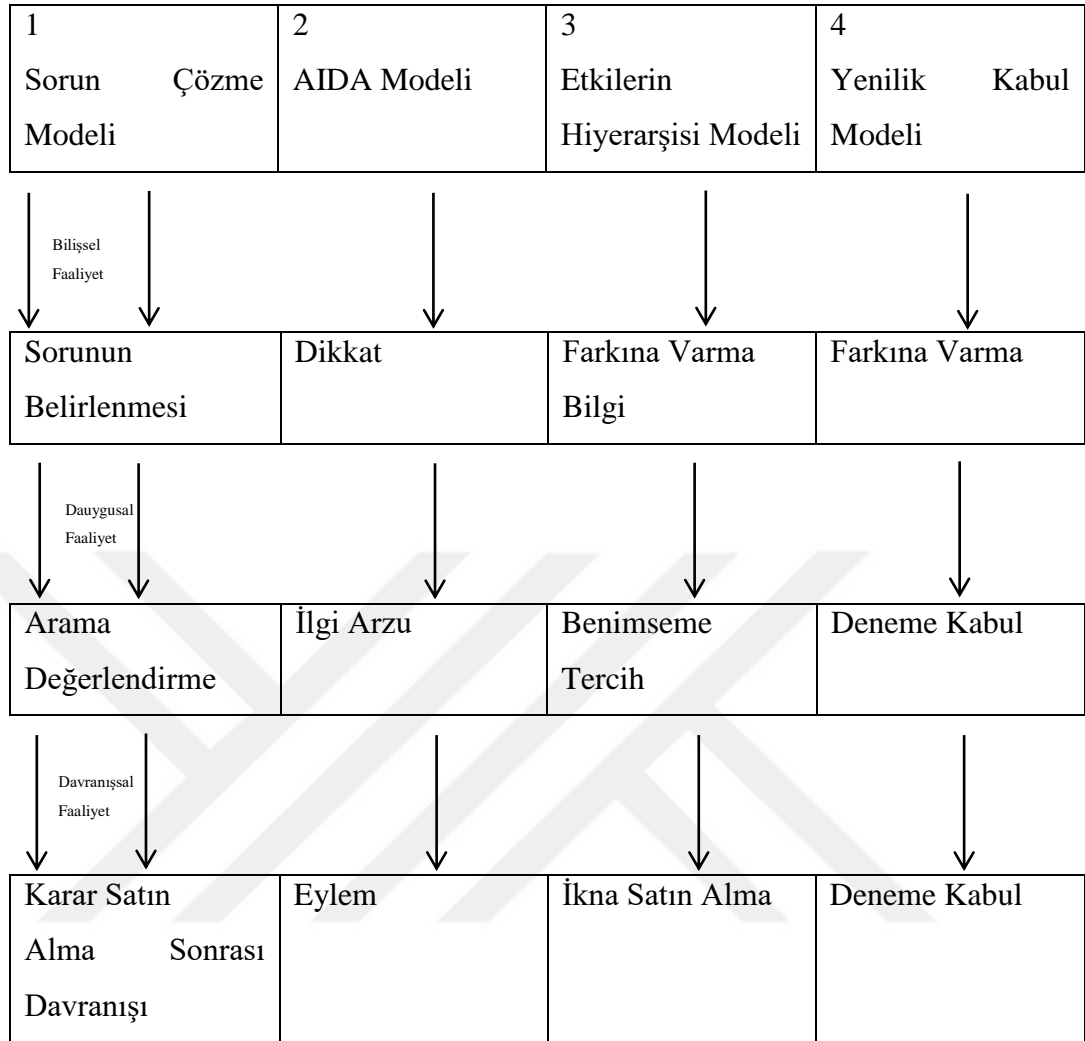 1
Sorun Çözme
Modeli
2
AIDA Modeli
3
Etkilerin
Hiyerarşisi Modeli
4
Yenilik Kabul
Modeli
Bilişsel
Faaliyet
Sorunun
Belirlenmesi
Dikkat
Farkına Varma
Bilgi
Farkına Varma
Dauygusal
Faaliyet
Arama
Değerlendirme
İlgi Arzu
Benimseme
Tercih
Deneme Kabul
Davranışsal
Faaliyet
Karar Satın
Alma Sonrası
Davranışı
Eylem
İkna Satın Alma
Deneme Kabul